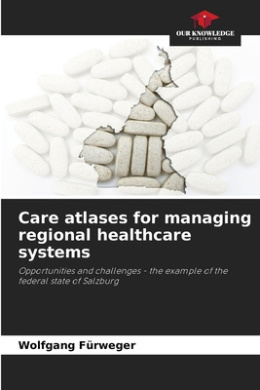 OUR KNOWLEDGE
PUBLISHING
Care atlases for managing
regional healthcare
systems
Opportunities and challenges - the example of the
federal state of Salzburg
Wolfgang Fürweger